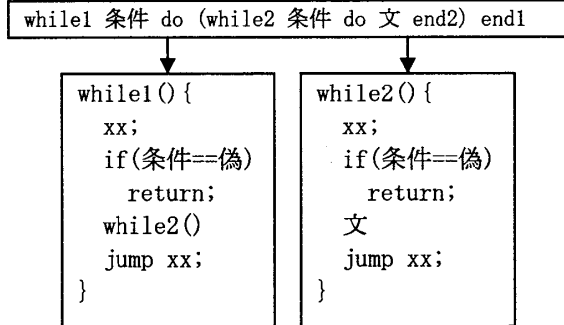 while1 条件 do (while2 条件 do 文 end2) end1
while1(){
xx;
if(条件==偽)
return;
while2()
jump xx;
}
while2(){
xx;
if(条件==偽)
return;
文
jump xx;
}